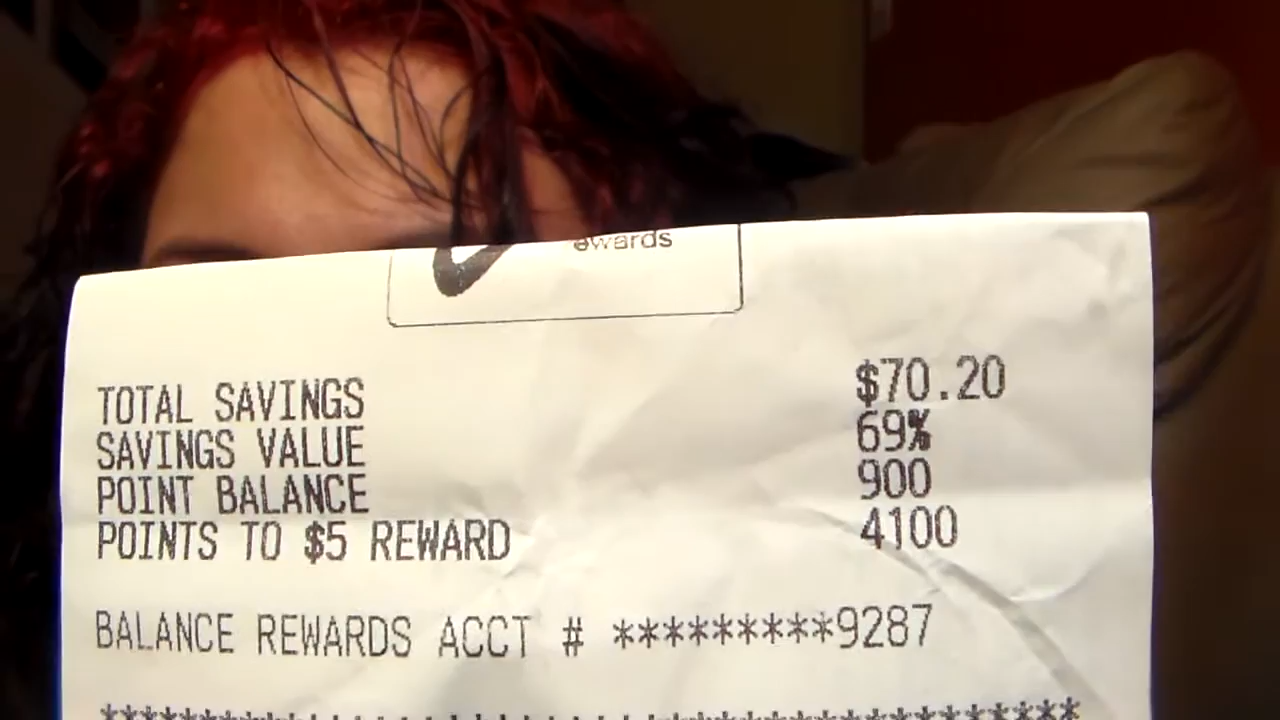 ewards
TOTAL SAVINGS $70.20
SAVINGS VALUE 69%
POINT BALANCE 900
POINTS TO $5 REWARD 4100
BALANCE REWARDS ACCT # *********9287